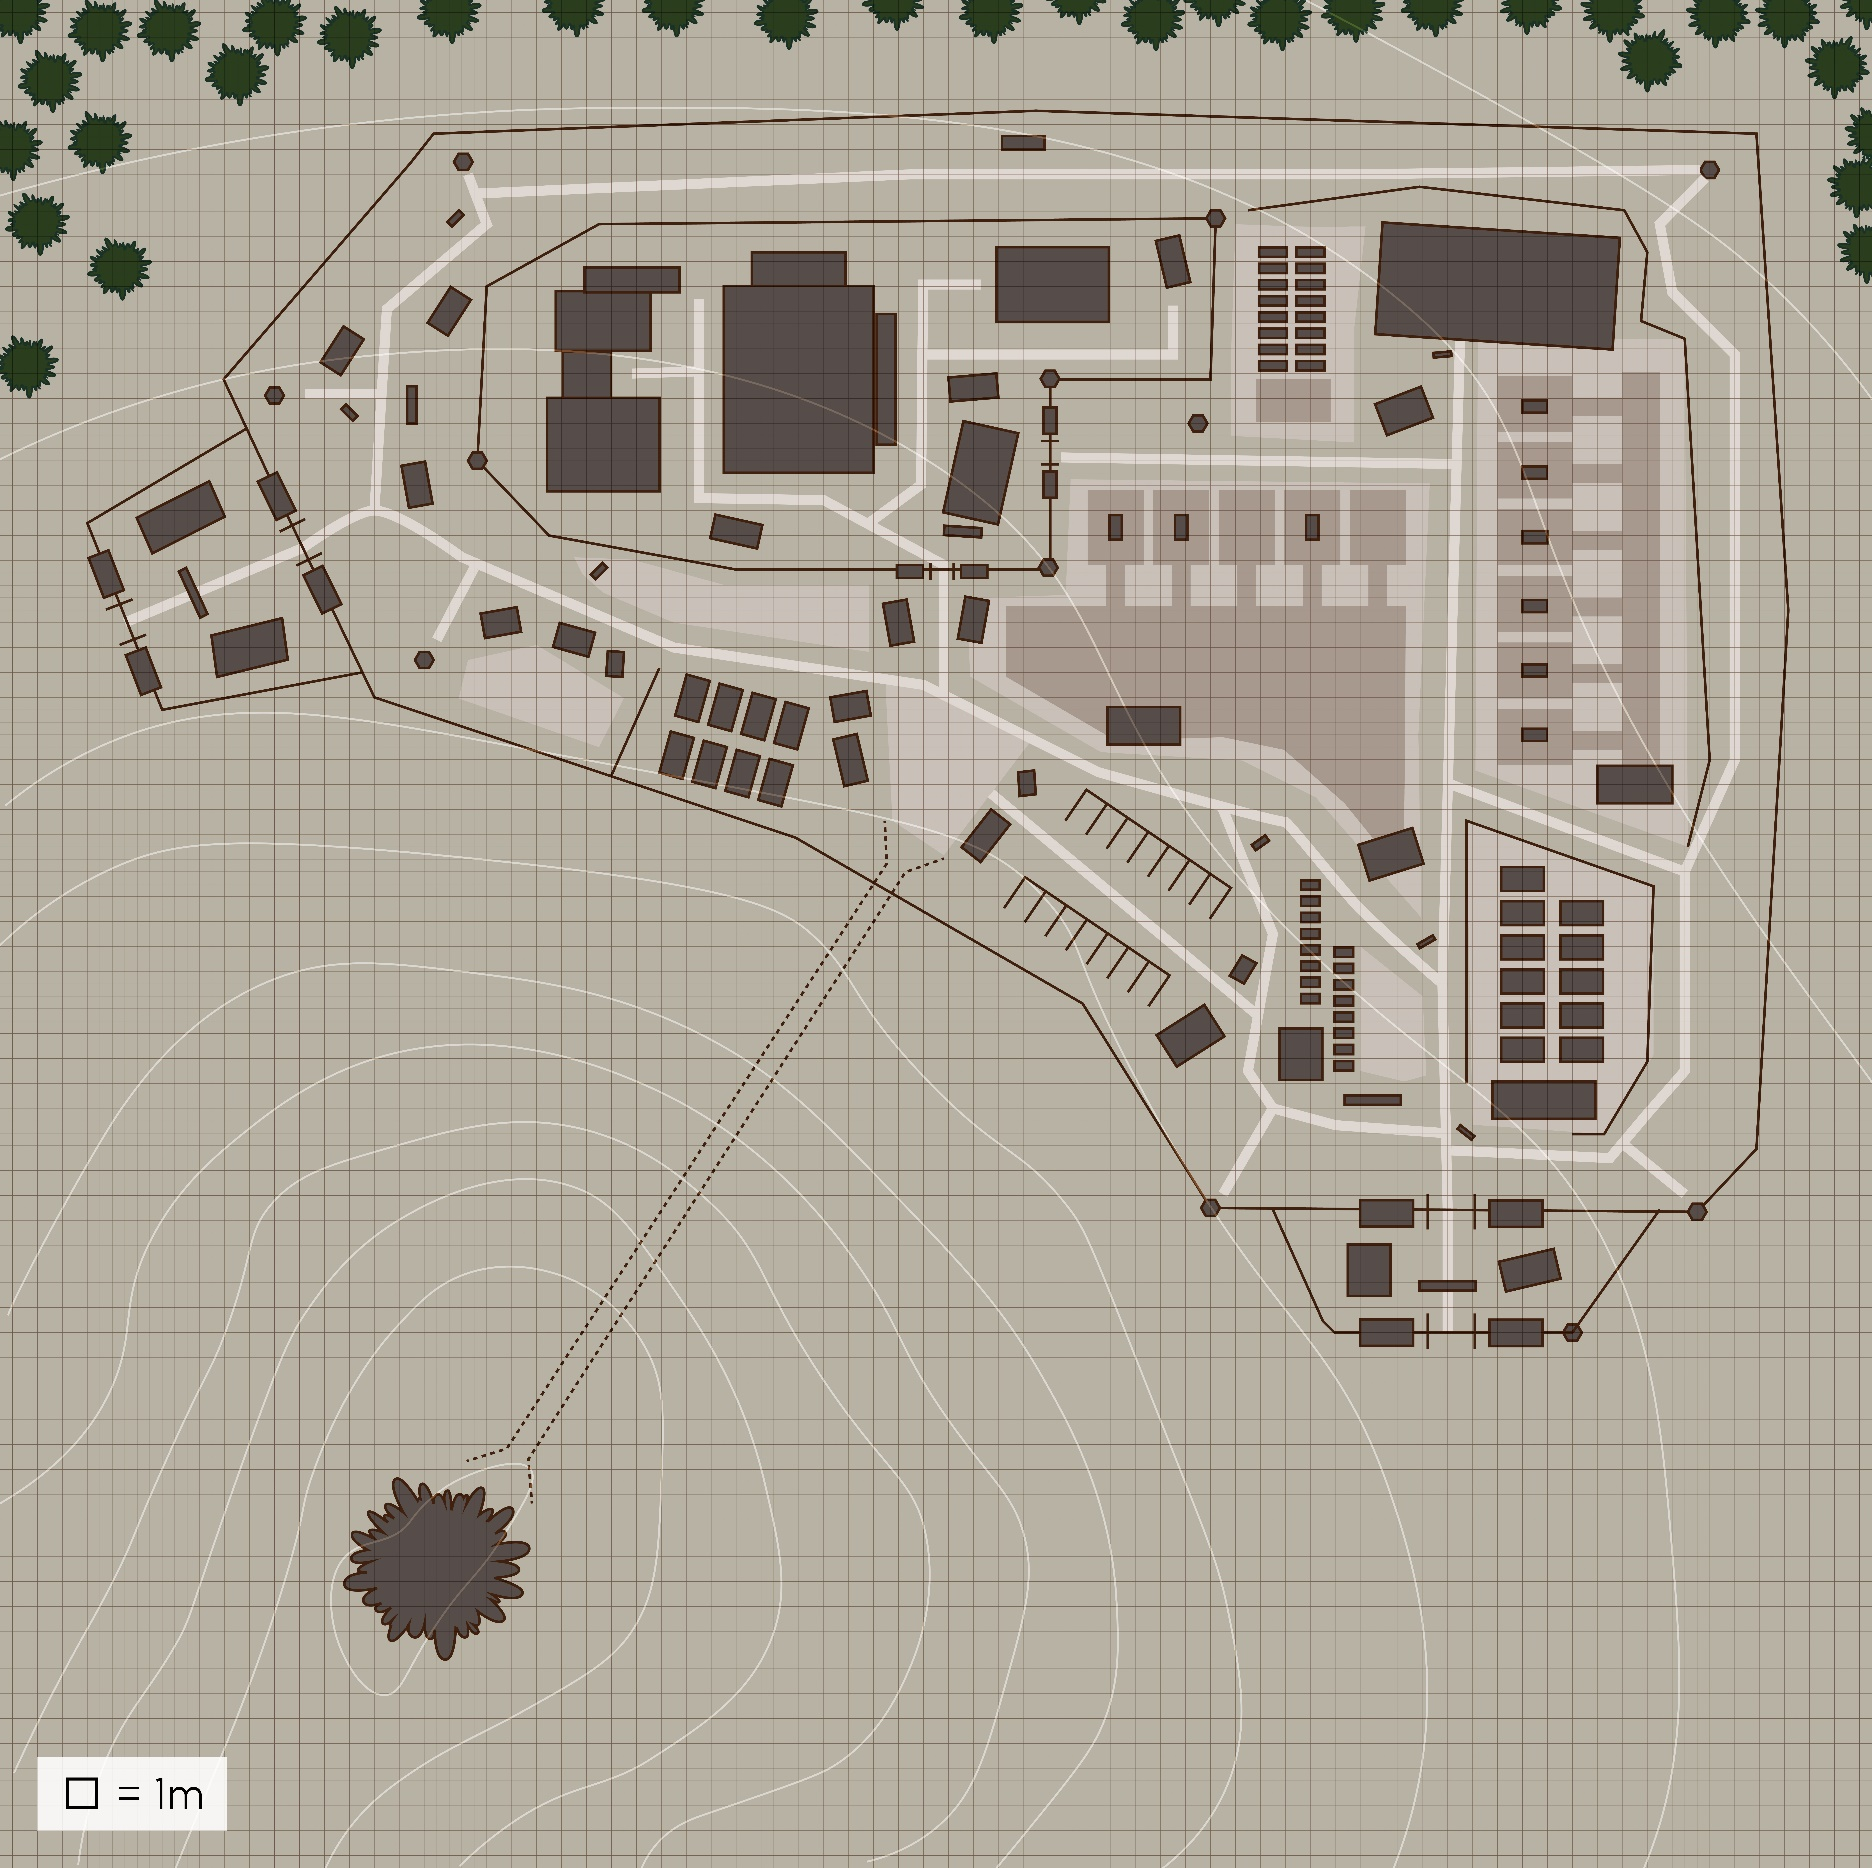 = 1m